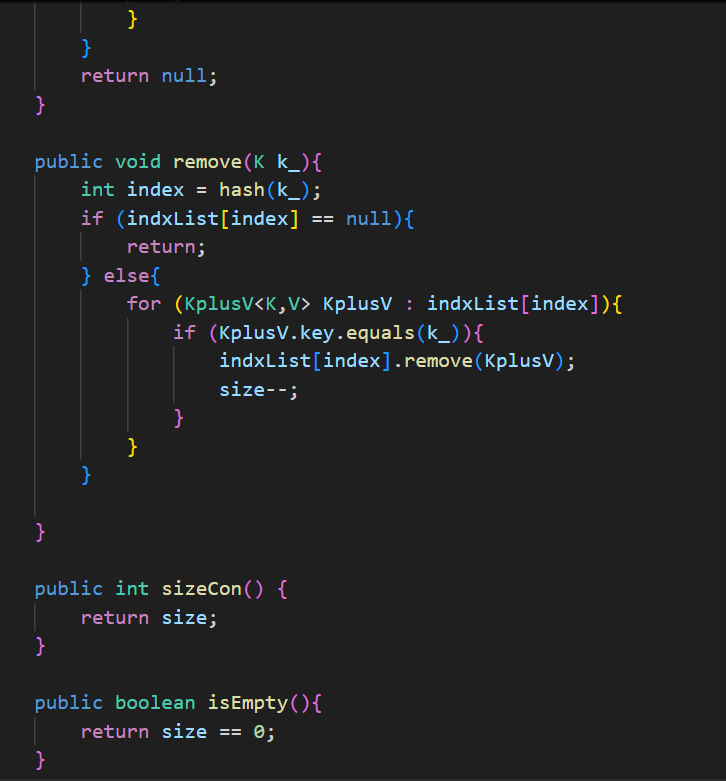 }
}
return null;
}
public void remove(K k_){
int index = hash(k_);
if (indxList[index] == null){
return;
} else{
for (KplusV<K,V> KplusV : indxList[index]){
if (KplusV.key.equals(k_)){
indxList[index].remove(KplusV);
size--;
}
}
}
}
public int sizeCon() {
return size;
}
public boolean isEmpty(){
return size == 0;
}